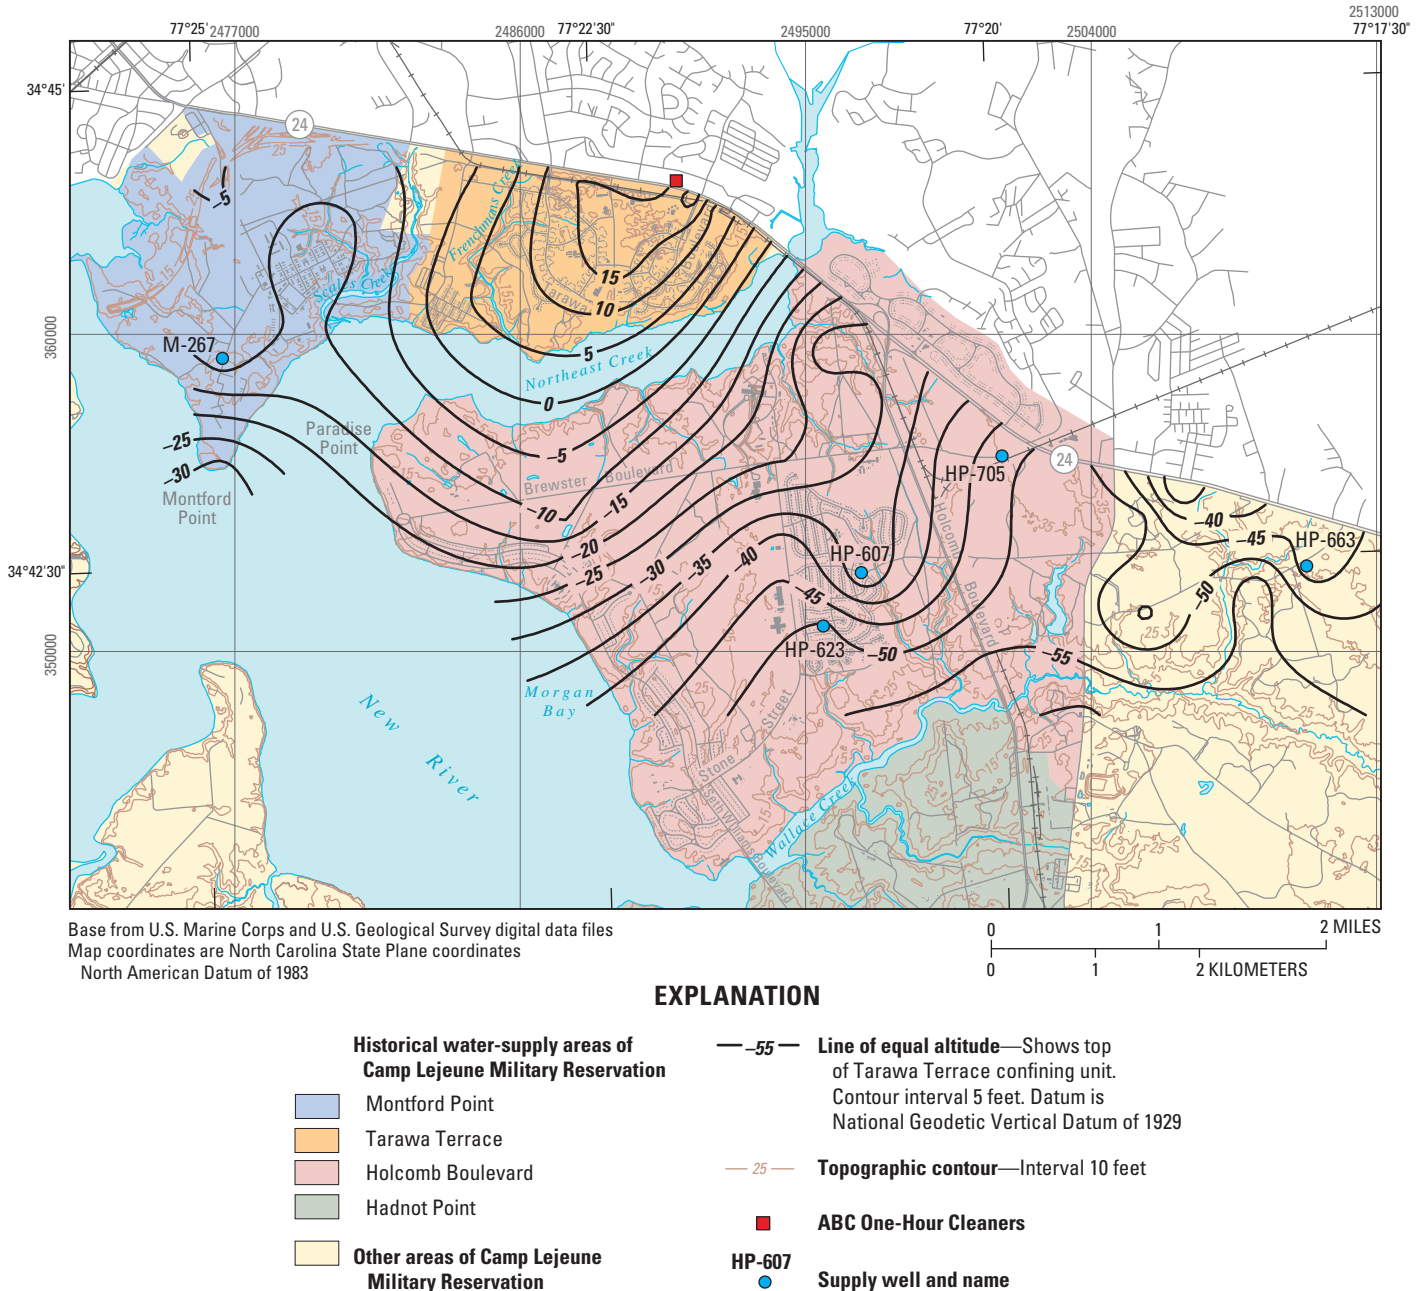 2513000
77°25'
2477000
2486000
77°22'30"
2495000
77°20'
2504000
77°17'30"
34°45'
24
25
–5
Frenchmans Creek
15
Scales Creek
15
15
Tarawa
10
360000
M-267
5
Northeast Creek
0
–25
–30
Paradise
Point
Montford
Point
15
–5
Brewster Boulevard
–10
–15
–20
–25
–30
–35
–40
–45
HP-705
24
–40
–45
HP-663
HP-607
34°42'30"
Holcomb
Boulevard
–50
25
350000
HP-623
–50
–55
Morgan
Bay
New
River
Stone Street
Wallace Creek
25
15
Base from U.S. Marine Corps and U.S. Geological Survey digital data files
Map coordinates are North Carolina State Plane coordinates
North American Datum of 1983
0 1 2 MILES
0 1 2 KILOMETERS
EXPLANATION
Historical water-supply areas of
Camp Lejeune Military Reservation
Montford Point
Tarawa Terrace
Holcomb Boulevard
Hadnot Point
Other areas of Camp Lejeune
Military Reservation
–55 Line of equal altitude—Shows top
of Tarawa Terrace confining unit.
Contour interval 5 feet. Datum is
National Geodetic Vertical Datum of 1929
25 Topographic contour—Interval 10 feet
ABC One-Hour Cleaners
HP-607
Supply well and name